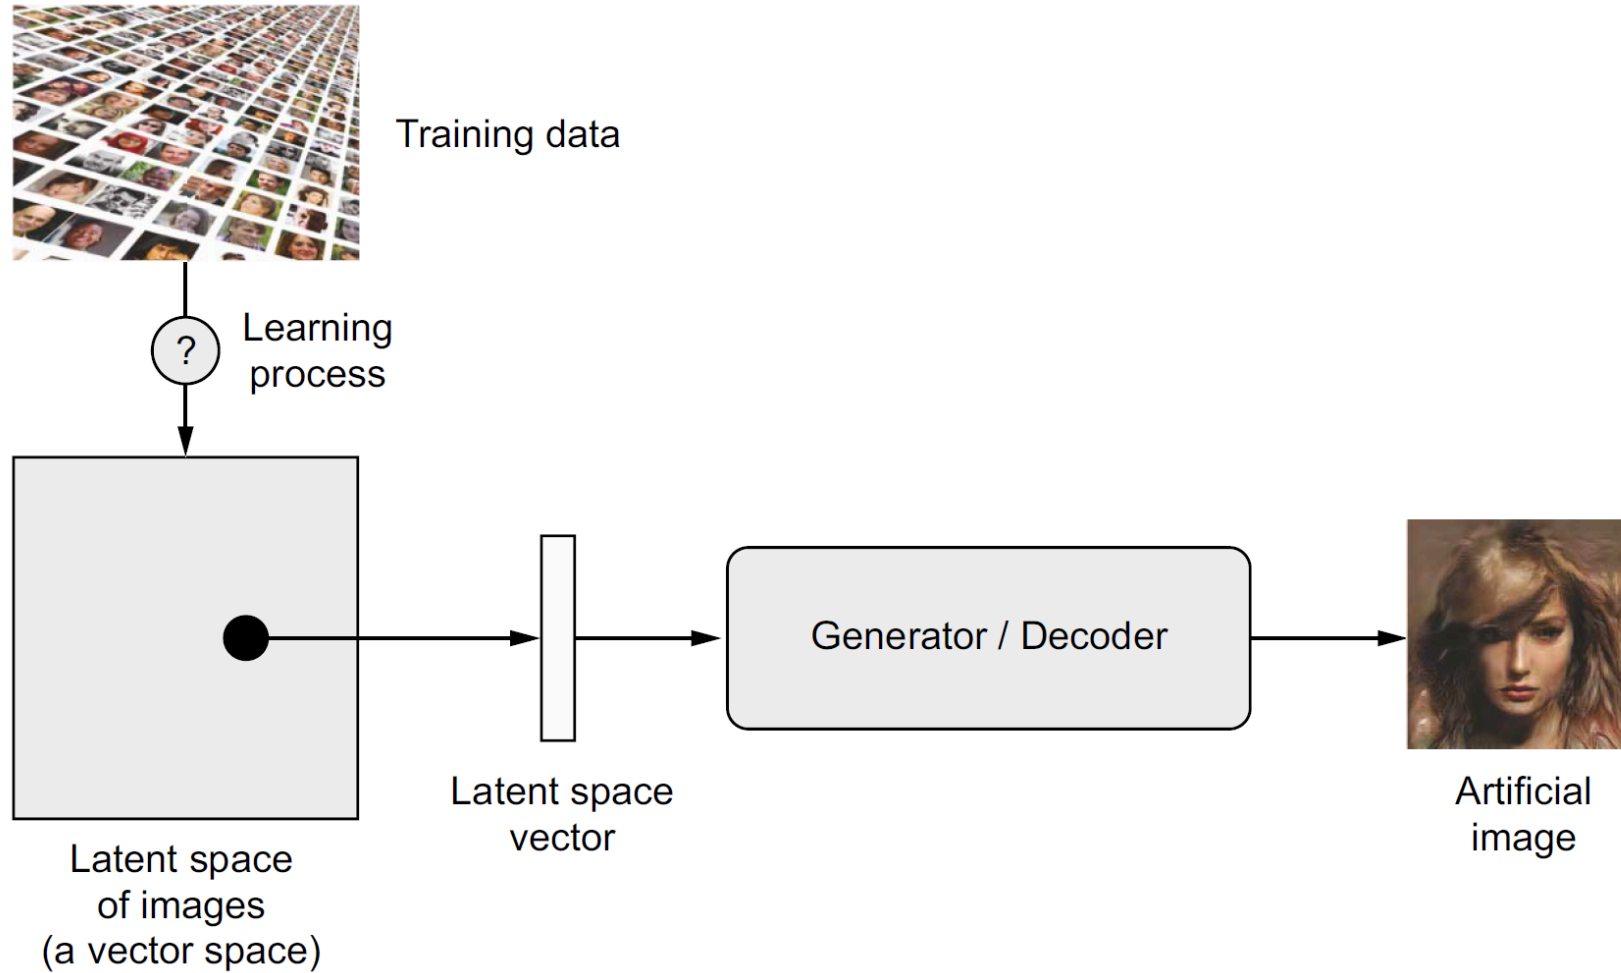 Training data
?
Learning
process
Generator / Decoder
Latent space
vector
Artificial
image
Latent space
of images
(a vector space)